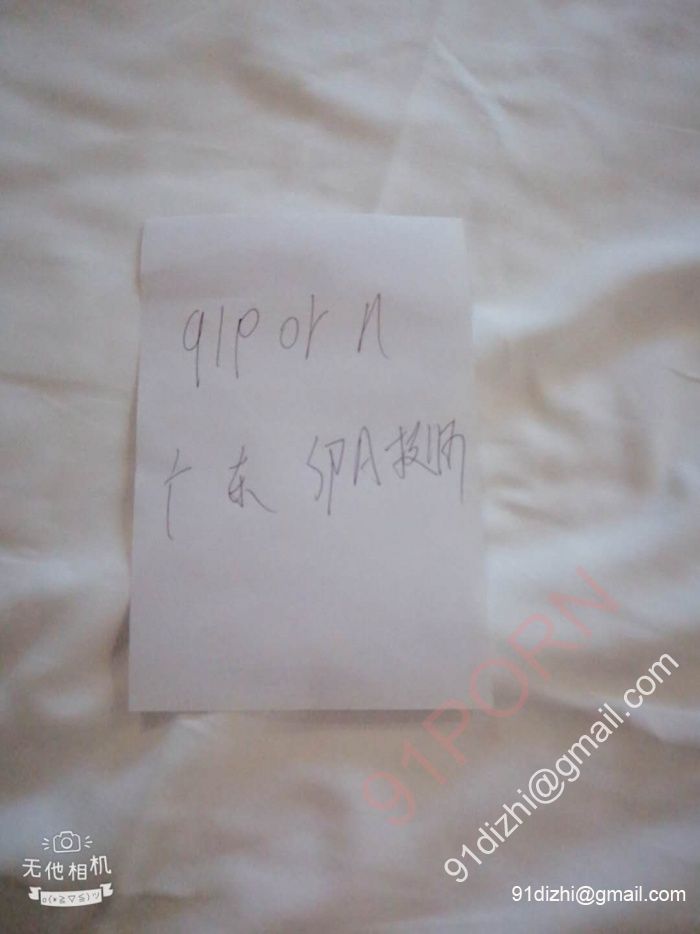 91porn
广东 SPA技师
91PORN
91dizhi@gmail.com
无他相机
91dizhi@gmail.com